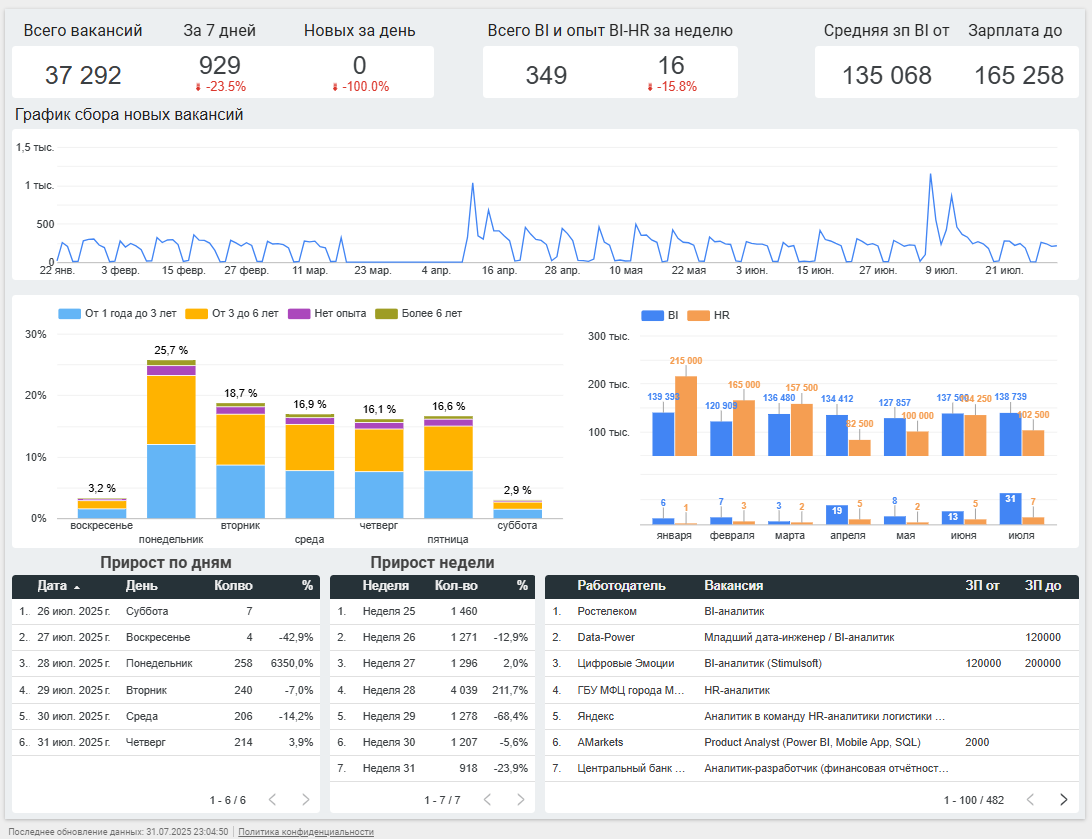 Всего вакансий За 7 дней Новых за день Всего BI и опыт BI-HR за неделю Средняя зп BI от Зарплата до
37 292 929 0 349 16 135 068 165 258
-23.5% -100.0% -15.8%
График сбора новых вакансий
1,5 тыс.
1 тыс.
500
0
22 янв. 3 февр. 15 февр. 27 февр. 11 мар. 23 мар. 4 апр. 16 апр. 28 апр. 10 мая 22 мая 3 июн. 15 июн. 27 июн. 9 июл. 21 июл.
От 1 года до 3 лет От 3 до 6 лет Нет опыта Более 6 лет
30%
20%
10%
0%
3,2 % 25,7 % 18,7 % 16,9 % 16,1 % 16,6 % 2,9 %
воскресенье вторник четверг суббота
понедельник среда пятница
BI HR
300 тыс.
200 тыс.
100 тыс.
139 393 215 000 120 909 165 000 136 480 157 500 134 412 32 500 127 857 100 000 137 500 134 250 138 739 102 500
6 1 7 3 3 2 19 5 8 2 13 5 31 7
января февраля марта апреля мая июня июля
Прирост по дням
Дата День Колво %
1. 26 июл. 2025 г. Суббота 7
2. 27 июл. 2025 г. Воскресенье 4 -42,9%
3. 28 июл. 2025 г. Понедельник 258 6350,0%
4. 29 июл. 2025 г. Вторник 240 -7,0%
5. 30 июл. 2025 г. Среда 206 -14,2%
6. 31 июл. 2025 г. Четверг 214 3,9%
1 - 6 / 6
Прирост недели
Неделя Кол-во %
1. Неделя 25 1 460
2. Неделя 26 1 271 -12,9%
3. Неделя 27 1 296 2,0%
4. Неделя 28 4 039 211,7%
5. Неделя 29 1 278 -68,4%
6. Неделя 30 1 207 -5,6%
7. Неделя 31 918 -23,9%
1 - 7 / 7
Работодатель Вакансия ЗП от ЗП до
1. Ростелеком BI-аналитик
2. Data-Power Младший дата-инженер / BI-аналитик 120000
3. Цифровые Эмоции BI-аналитик (Stimulsoft) 120000 200000
4. ГБУ МФЦ города М... HR-аналитик
5. Яндекс Аналитик в команду HR-аналитики логистики ...
6. AMarkets Product Analyst (Power BI, Mobile App, SQL) 2000
7. Центральный банк ... Аналитик-разработчик (финансовая отчётност...
1 - 100 / 482
Последнее обновление данных: 31.07.2025 23:04:50 Политика конфиденциальности